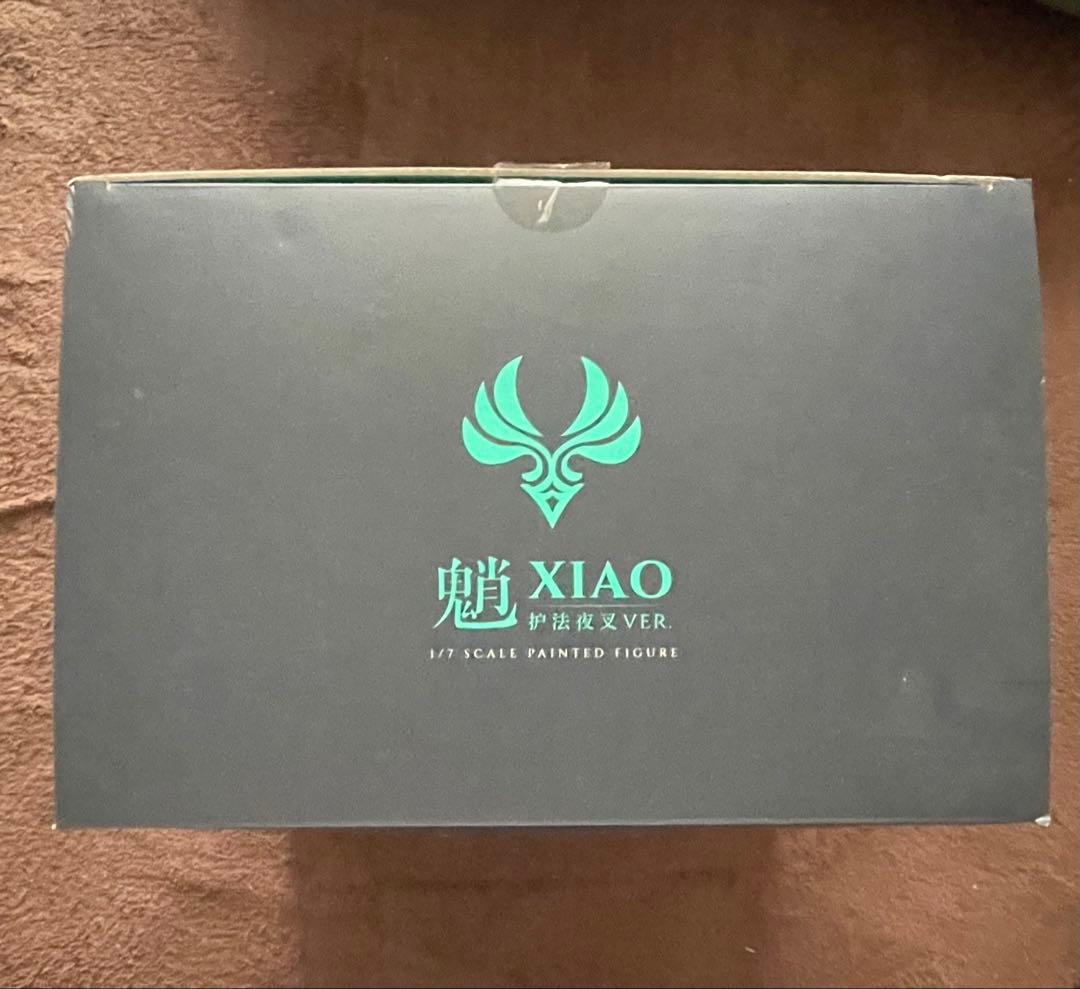 魈 XIAO
护法夜叉VER.
1/7 SCALE PAINTED FIGURE